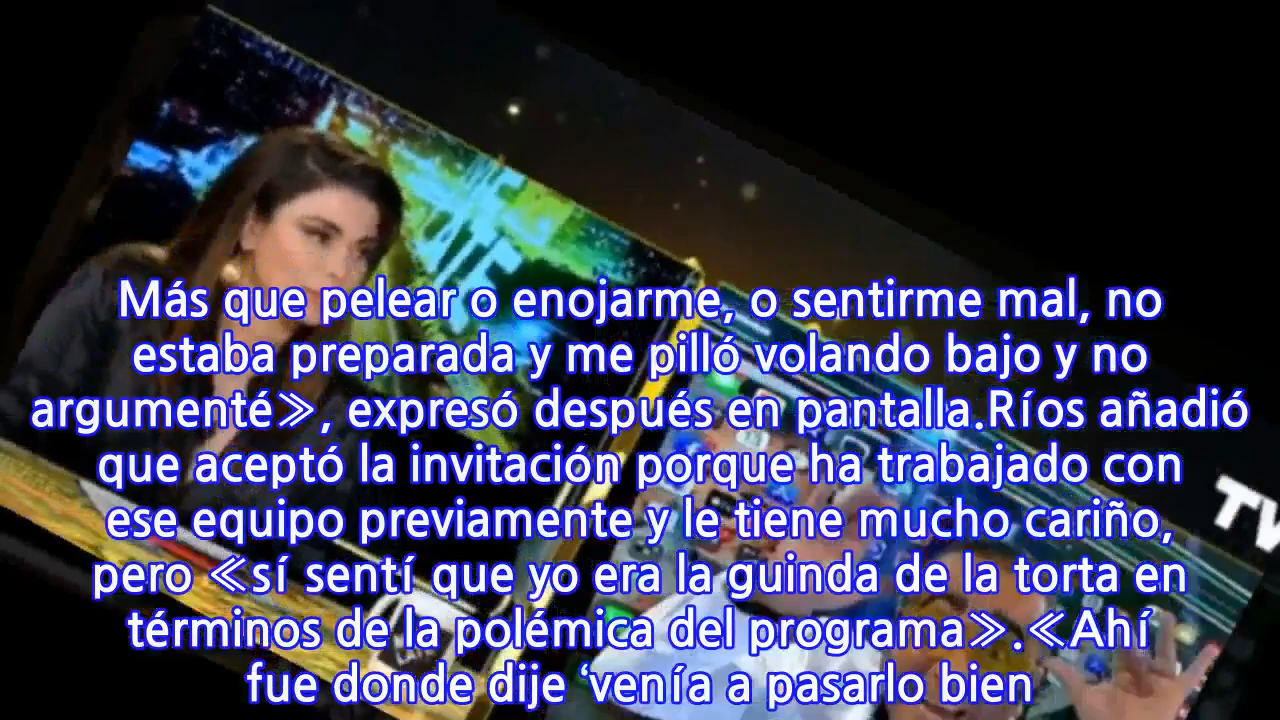 Más que pelear o enojarme, o sentirme mal, no
estaba preparada y me pilló volando bajo y no
argumenté≫, expresó después en pantalla.Ríos añadió
que aceptó la invitación porque ha trabajado con
ese equipo previamente y le tiene mucho cariño,
pero ≪sí sentí que yo era la guinda de la torta en
términos de la polémica del programa≫.≪Ahí
fue donde dije ‘venía a pasarlo bien
TV